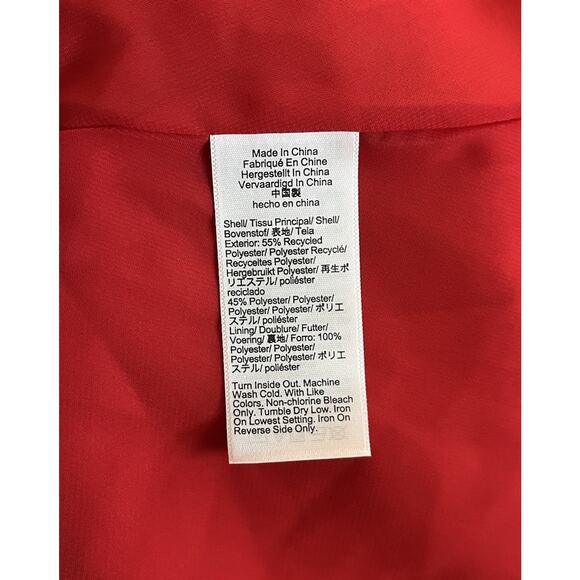 Made In China
Fabriqué En Chine
Hergestellt In China
Vervaardigd In China
中国製
hecho en china
Shell/ Tissu Principal/ Shell/
Bovenstof/ 表地/ Tela
Exterior: 55% Recycled
Polyester/ Polyester Recyclé/
Recyceltes Polyester/
Hergebruikt Polyester/ 再生ポ
リエステル/ poliéster
reciclado
45% Polyester/ Polyester/
Polyester/ Polyester/ ポリエ
ステル/ poliéster
Lining/ Doublure/ Futter/
Voering/ 裏地/ Forro: 100%
Polyester/ Polyester/
Polyester/ Polyester/ ポリエ
ステル/ poliéster
Turn Inside Out. Machine
Wash Cold. With Like
Colors. Non-chlorine Bleach
Only. Tumble Dry Low. Iron
On Lowest Setting. Iron On
Reverse Side Only.